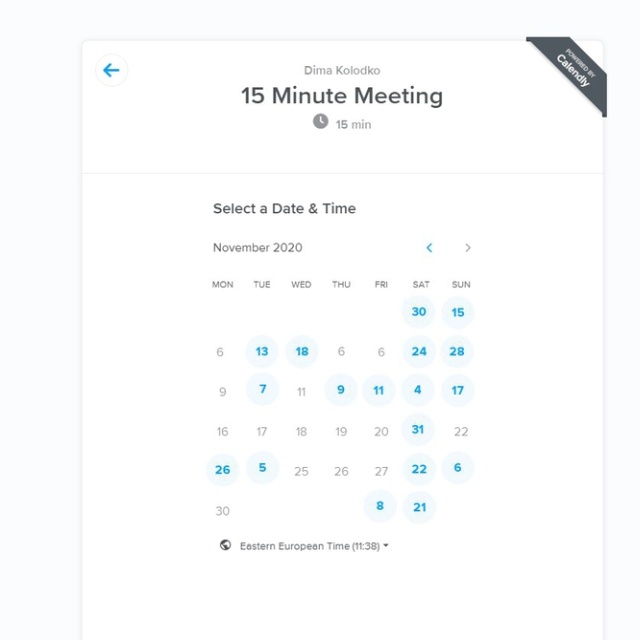 POWERED BY
Calendly
Dima Kolodko
15 Minute Meeting
15 min
Select a Date & Time
November 2020
MON TUE WED THU FRI SAT SUN
30 15
6 13 18 6 6 24 28
9 7 11 9 11 4 17
16 17 18 19 20 31 22
26 5 25 26 27 22 6
30 8 21
Eastern European Time (11:38)